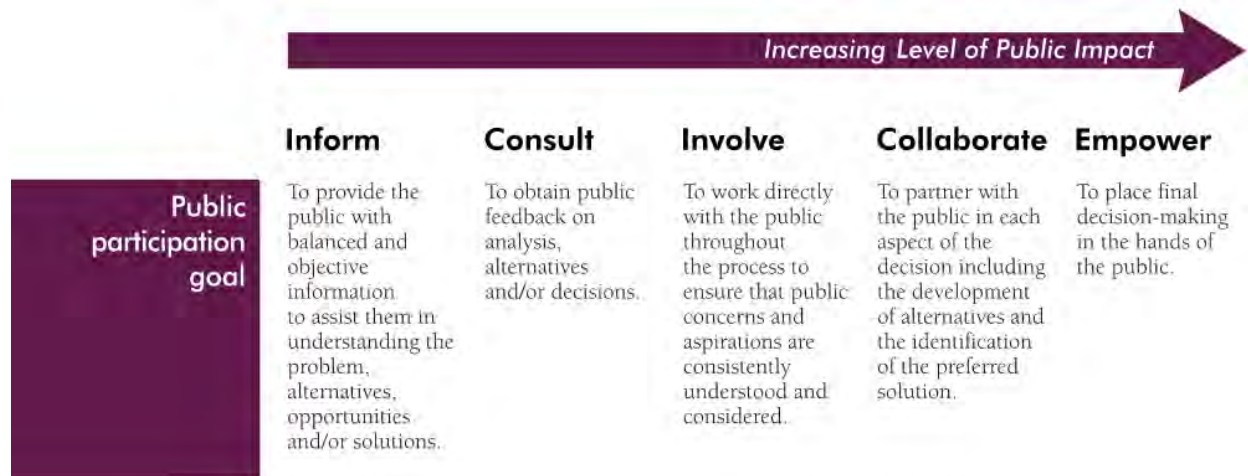 Increasing Level of Public Impact
Inform
Consult
Involve
Collaborate
Empower
Public
participation
goal
To provide the
public with
balanced and
objective
information
to assist them in
understanding the
problem,
alternatives,
opportunities
and/or solutions.
To obtain public
feedback on
analysis,
alternatives
and/or decisions.
To work directly
with the public
throughout
the process to
ensure that public
concerns and
aspirations are
consistently
understood and
considered.
To partner with
the public in each
aspect of the
decision including
the development
of alternatives and
the identification
of the preferred
solution.
To place final
decision-making
in the hands of
the public.